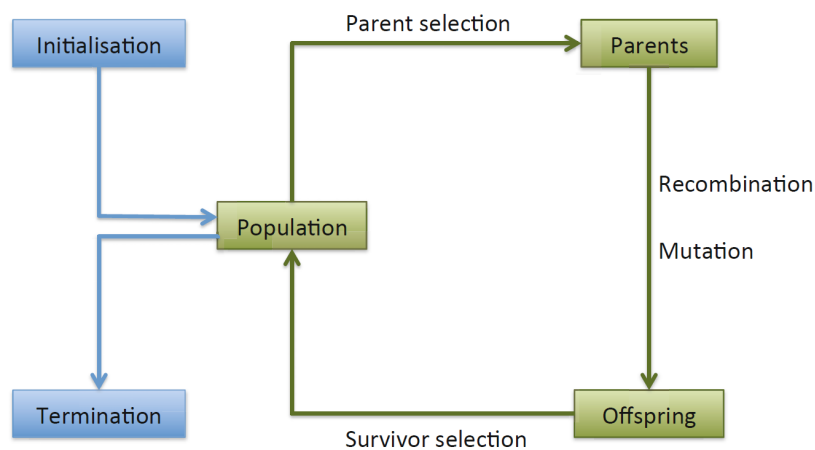 Parent selection
Initialisation
Parents
Recombination
Population
Mutation
Termination
Offspring
Survivor selection